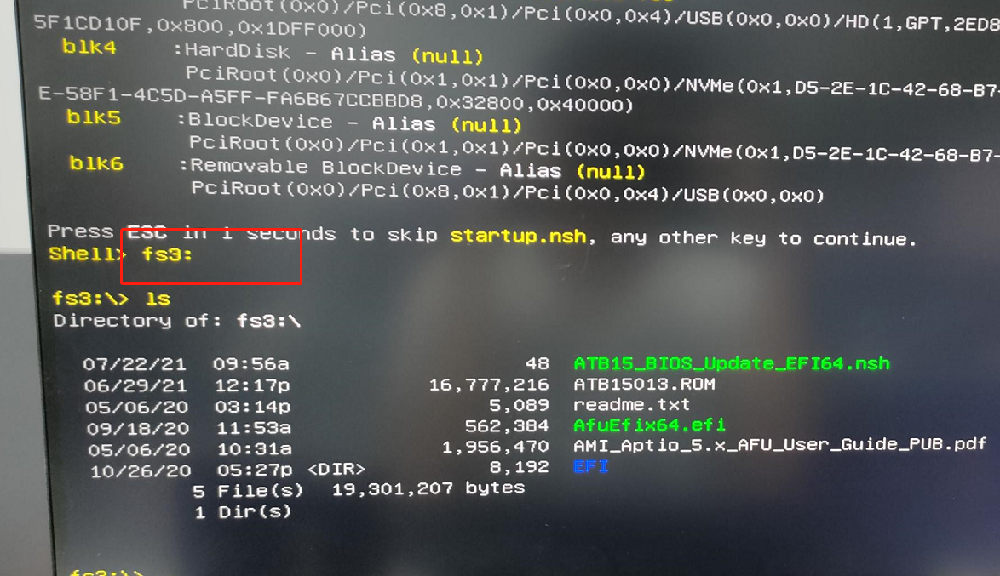 PciRoot(0x0)/Pci(0x8,0x1)/Pci(0x0,0x4)/USB(0x0,0x0)/HD(1,GPT,2ED8
5F1CD10F,0x800,0x1DFF000)
blk4 :HardDisk - Alias (null)
PciRoot(0x0)/Pci(0x1,0x1)/Pci(0x0,0x0)/NVMe(0x1,D5-2E-1C-42-68-B7-
E-58F1-4C5D-A5FF-FA6B67CCBBD8,0x32800,0x40000)
blk5 :BlockDevice - Alias (null)
PciRoot(0x0)/Pci(0x1,0x1)/Pci(0x0,0x0)/NVMe(0x1,D5-2E-1C-42-68-B7-
blk6 :Removable BlockDevice - Alias (null)
PciRoot(0x0)/Pci(0x8,0x1)/Pci(0x0,0x4)/USB(0x0,0x0)
Press ESC in 1 seconds to skip startup.nsh, any other key to continue.
Shell> fs3:
fs3:\> ls
Directory of: fs3:\
07/22/21 09:56a 48 ATB15_BIOS_Update_EFI64.nsh
06/29/21 12:17p 16,777,216 ATB15013.ROM
05/06/20 03:14p 5,089 readme.txt
09/18/20 11:53a 562,384 AfuEfix64.efi
05/06/20 10:31a 1,956,470 AMI_Aptio_5.x_AFU_User_Guide_PUB.pdf
10/26/20 05:27p <DIR> 8,192 EFI
5 File(s) 19,301,207 bytes
1 Dir(s)
fs3:\>